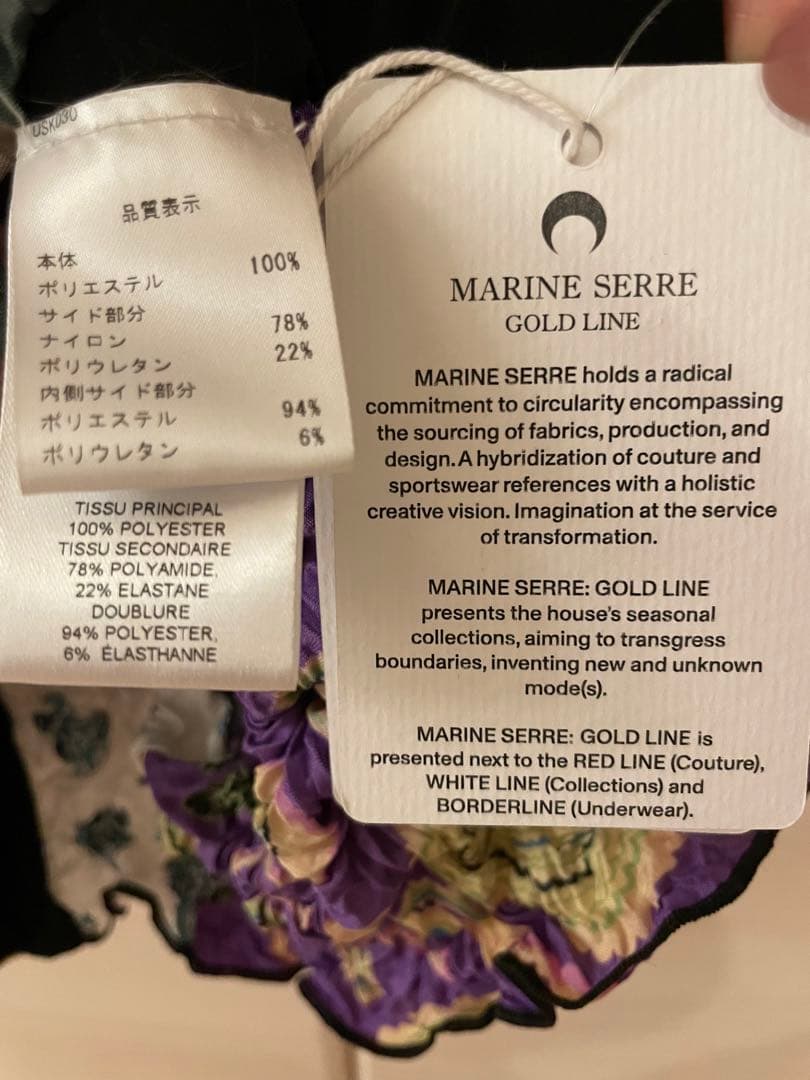 USK030
品質表示
本体 100%
ポリエステル
サイド部分 78%
ナイロン 22%
ポリウレタン
内側サイド部分
ポリエステル 94%
ポリウレタン 6%
TISSU PRINCIPAL
100% POLYESTER
TISSU SECONDAIRE
78% POLYAMIDE,
22% ELASTANE
DOUBLURE
94% POLYESTER,
6% ÉLASTHANNE
MARINE SERRE
GOLD LINE
MARINE SERRE holds a radical
commitment to circularity encompassing
the sourcing of fabrics, production, and
design. A hybridization of couture and
sportswear references with a holistic
creative vision. Imagination at the service
of transformation.
MARINE SERRE: GOLD LINE
presents the house's seasonal
collections, aiming to transgress
boundaries, inventing new and unknown
mode(s).
MARINE SERRE: GOLD LINE is
presented next to the RED LINE (Couture),
WHITE LINE (Collections) and
BORDERLINE (Underwear).